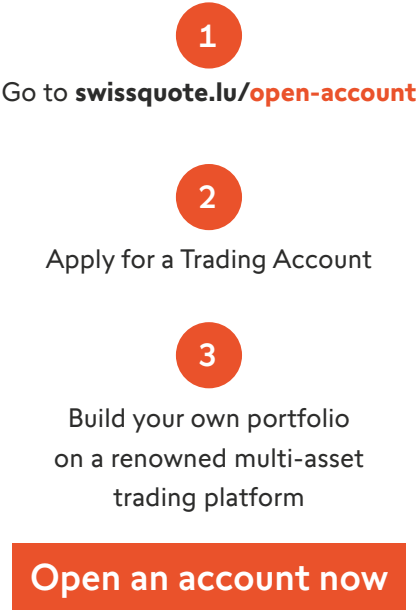 1
Go to swissquote.lu/open-account
2
Apply for a Trading Account
3
Build your own portfolio
on a renowned multi-asset
trading platform
Open an account now